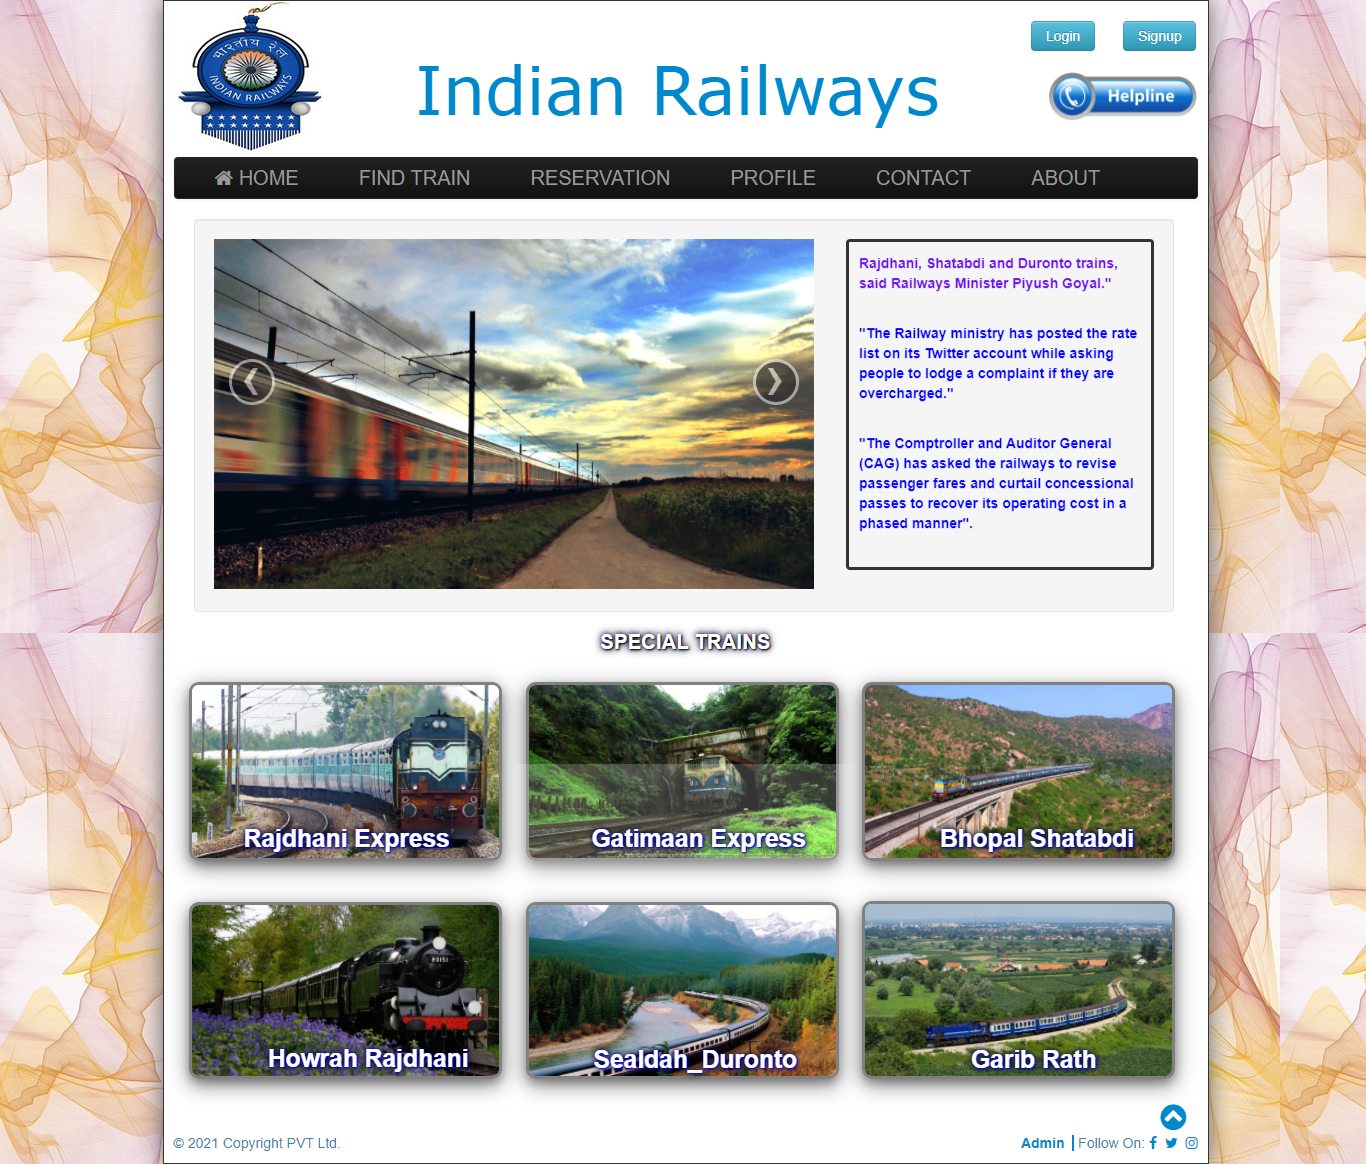 भारतीय रेल
INDIAN RAILWAYS
Indian Railways
Login
Signup
Helpline
HOME FIND TRAIN RESERVATION PROFILE CONTACT ABOUT
Rajdhani, Shatabdi and Duronto trains,
said Railways Minister Piyush Goyal."
"The Railway ministry has posted the rate
list on its Twitter account while asking
people to lodge a complaint if they are
overcharged."
"The Comptroller and Auditor General
(CAG) has asked the railways to revise
passenger fares and curtail concessional
passes to recover its operating cost in a
phased manner".
SPECIAL TRAINS
Rajdhani Express
Gatimaan Express
Bhopal Shatabdi
80151
Howrah Rajdhani
Sealdah_Duronto
Garib Rath
© 2021 Copyright PVT Ltd.
Admin | Follow On: